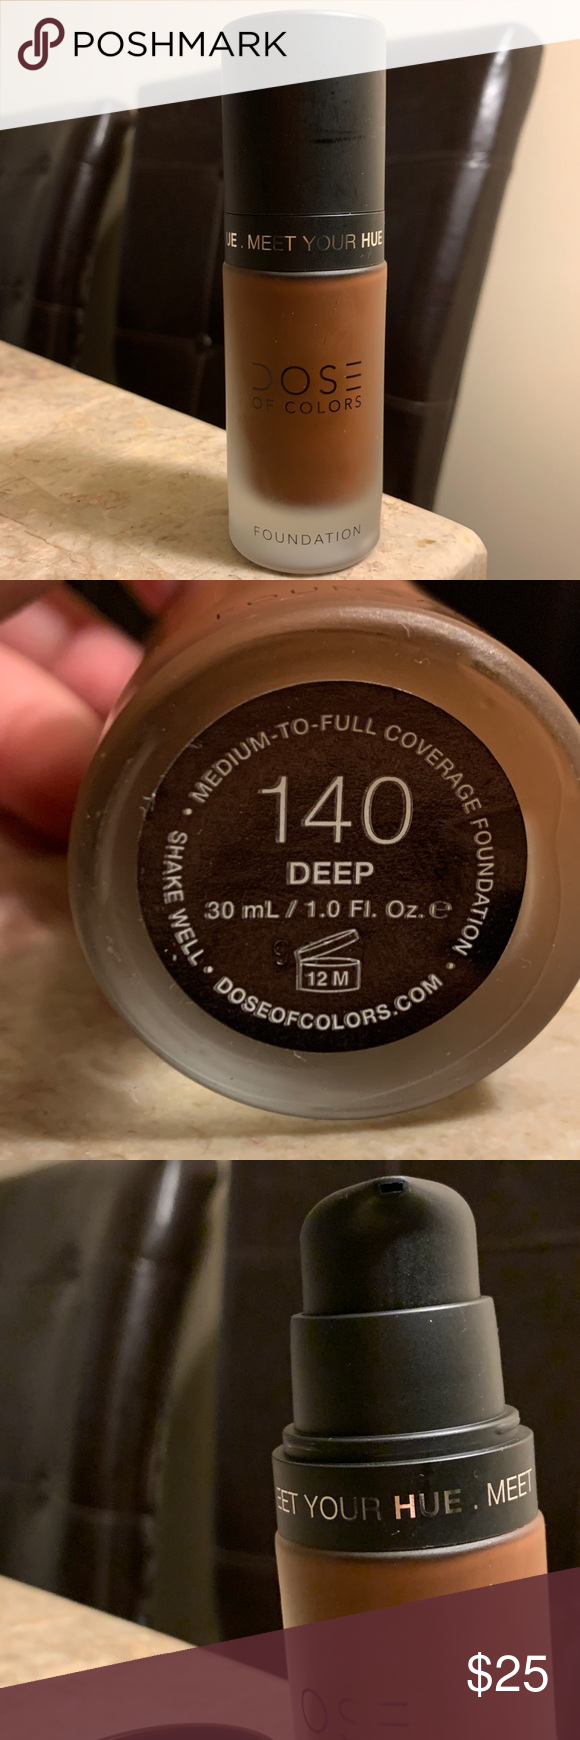 POSHMARK
UE . MEET YOUR HUE
DOSE
OF COLORS
FOUNDATION
• MEDIUM-TO-FULL COVERAGE FOUNDATION •
140
DEEP
30 mL / 1.0 Fl. Oz. ℮
12 M
SHAKE WELL • DOSEOFCOLORS.COM
EET YOUR HUE . MEET
$25